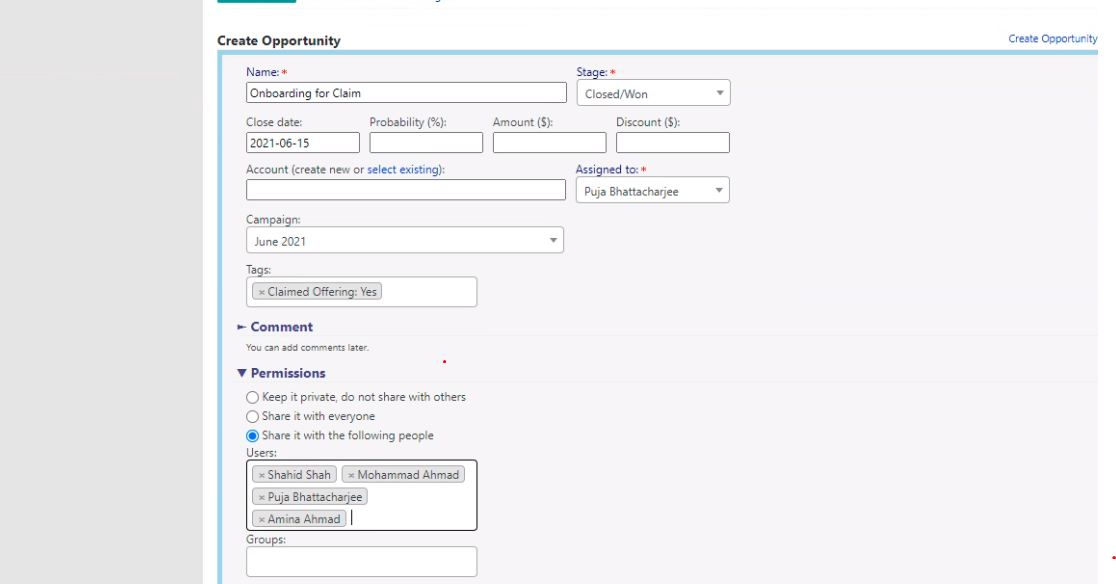 Create Opportunity
Create Opportunity
Name: *
Stage: *
Onboarding for Claim
Closed/Won
Close date:
Probability (%):
Amount ($):
Discount ($):
2021-06-15
Account (create new or select existing):
Assigned to: *
Puja Bhattacharjee
Campaign:
June 2021
Tags:
× Claimed Offering: Yes
► Comment
You can add comments later.
▼ Permissions
Keep it private, do not share with others
Share it with everyone
Share it with the following people
Users:
× Shahid Shah × Mohammad Ahmad
× Puja Bhattacharjee
× Amina Ahmad
Groups: